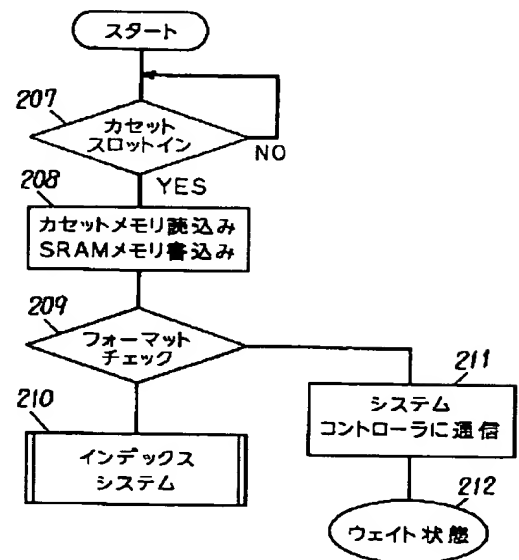 スタート
207
カセット
スロットイン
NO
YES
208
カセットメモリ読込み
SRAMメモリ書込み
209
フォーマット
チェック
210
インデックス
システム
211
システム
コントローラに通信
212
ウェイト状態